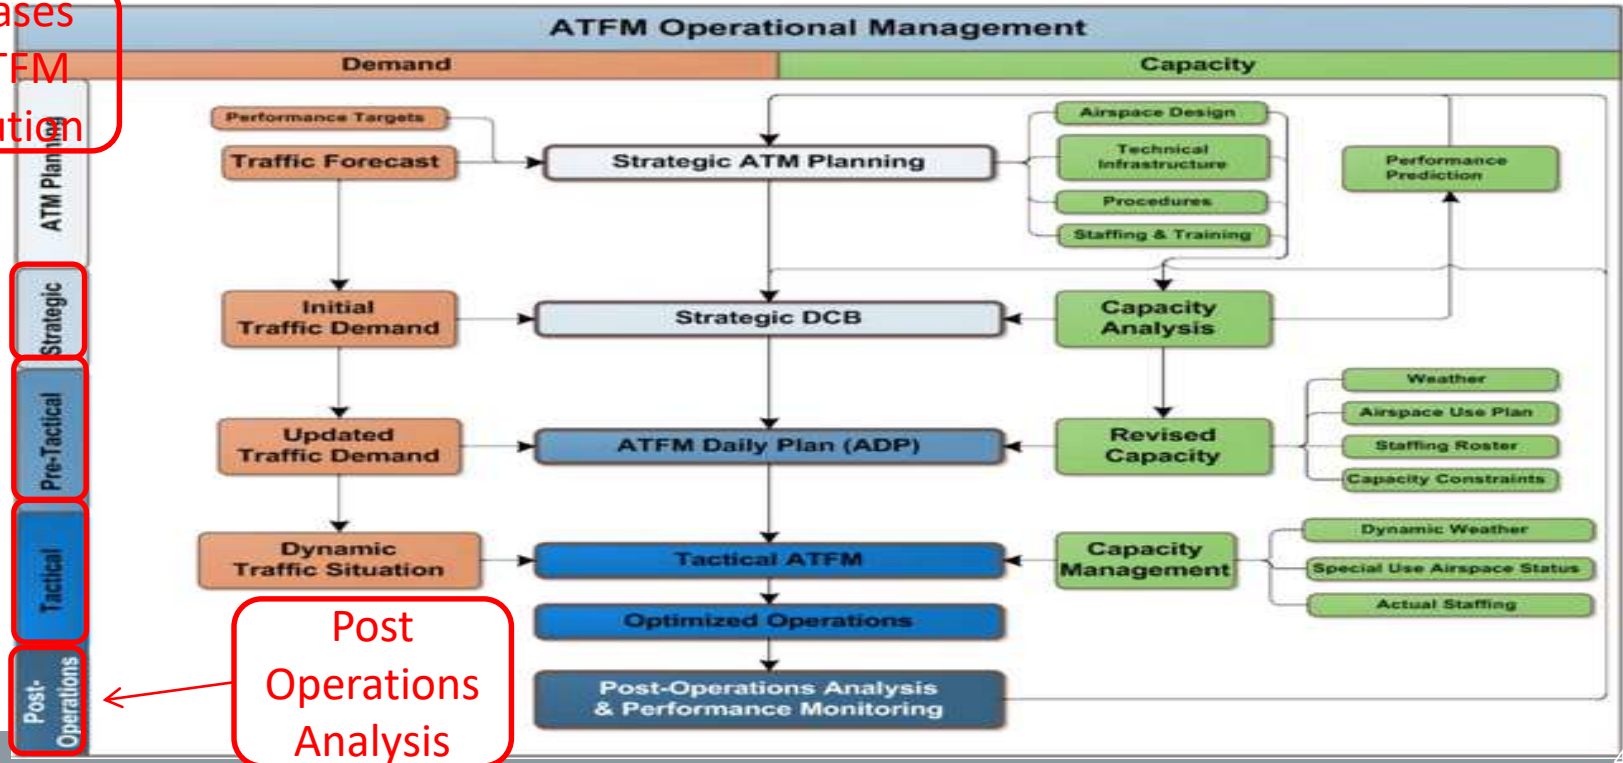 ases
TFM
ution
ATFM Operational Management
Demand
Capacity
ATM Planning
Performance Targets
Traffic Forecast
Strategic ATM Planning
Airspace Design
Technical
Infrastructure
Procedures
Staffing & Training
Performance
Prediction
Strategic
Initial
Traffic Demand
Strategic DCB
Capacity
Analysis
Pre-Tactical
Updated
Traffic Demand
ATFM Daily Plan (ADP)
Revised
Capacity
Weather
Airspace Use Plan
Staffing Roster
Capacity Constraints
Tactical
Dynamic
Traffic Situation
Tactical ATFM
Capacity
Management
Dynamic Weather
Special Use Airspace Status
Actual Staffing
Optimized Operations
Post-
Operations
Post
Operations
Analysis
Post-Operations Analysis
& Performance Monitoring